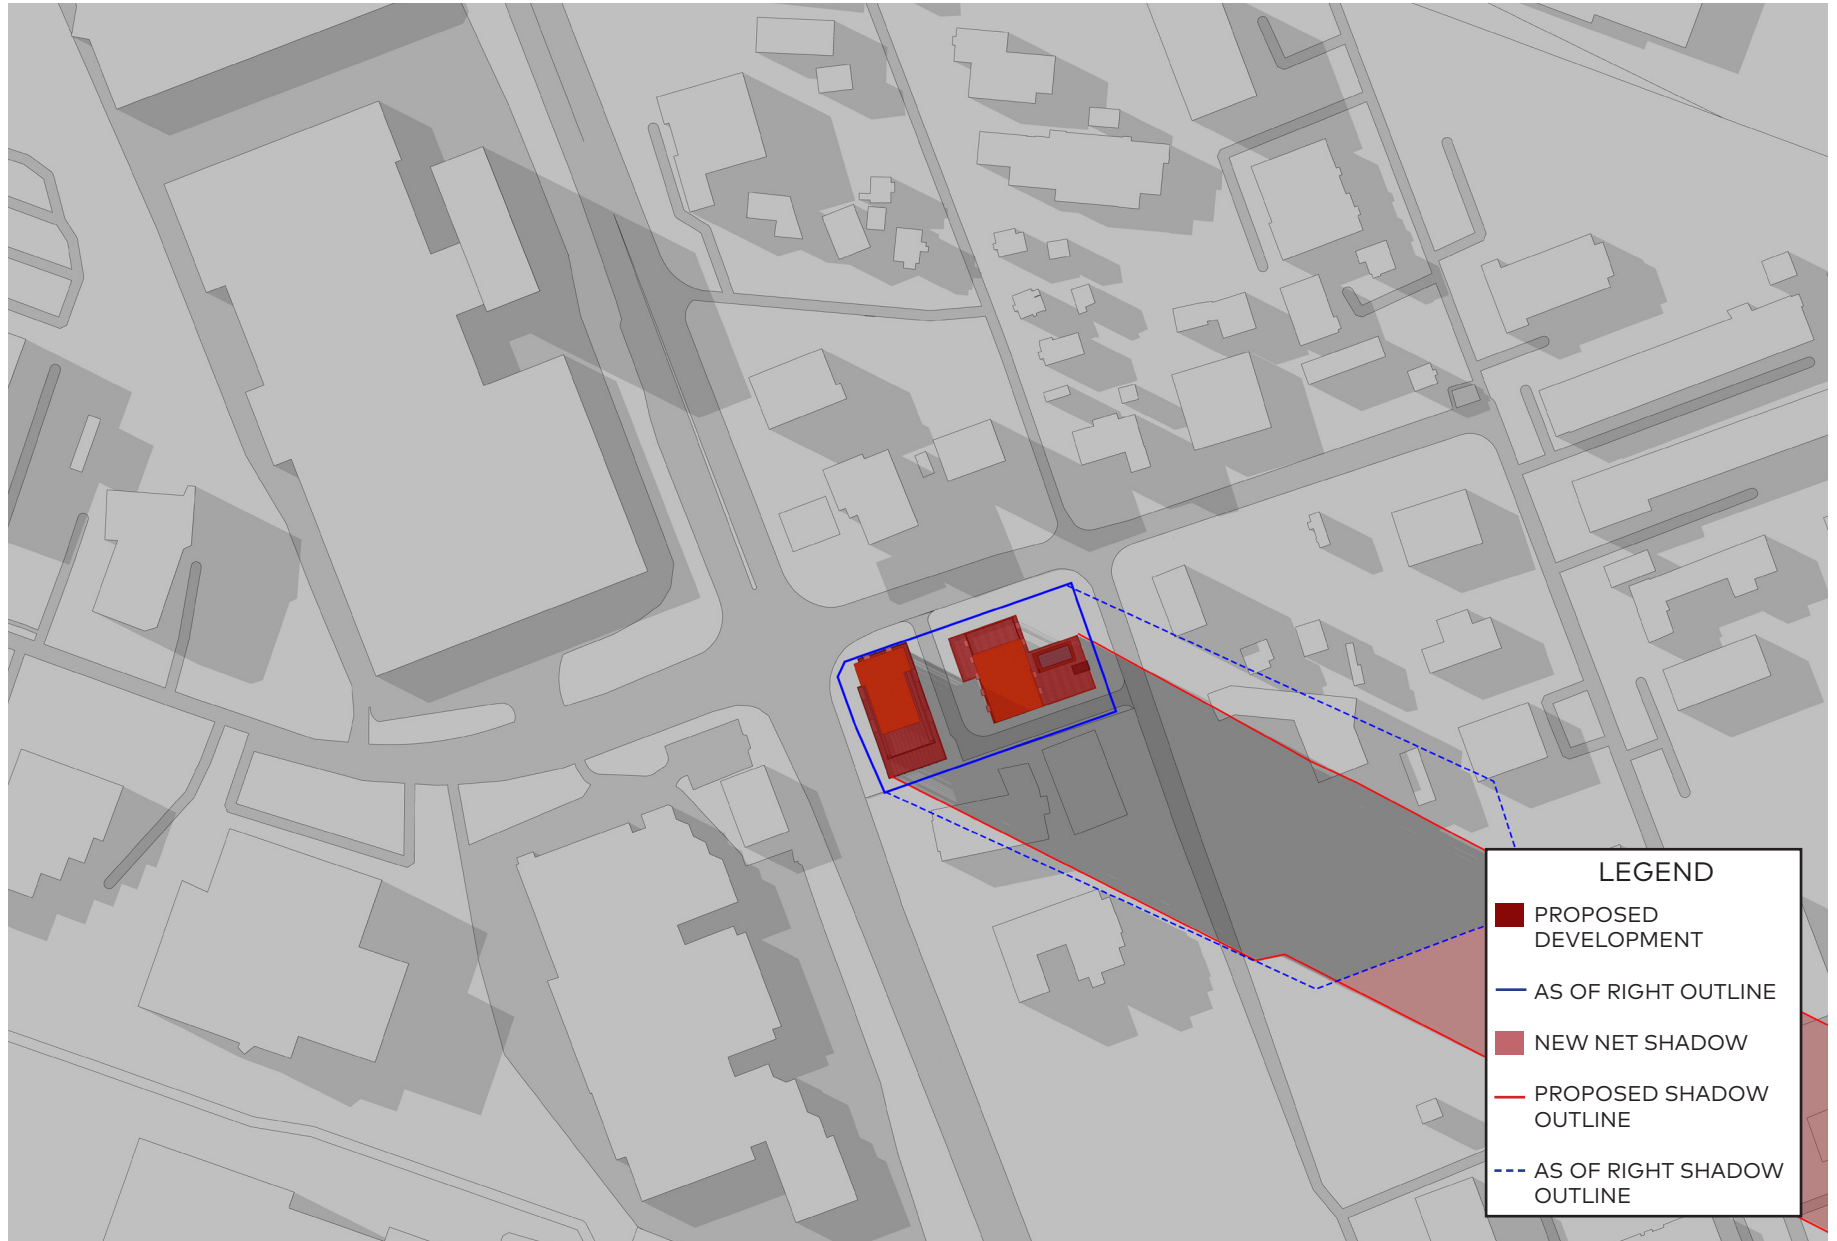 LEGEND
PROPOSED
DEVELOPMENT
AS OF RIGHT OUTLINE
NEW NET SHADOW
PROPOSED SHADOW
OUTLINE
AS OF RIGHT SHADOW
OUTLINE